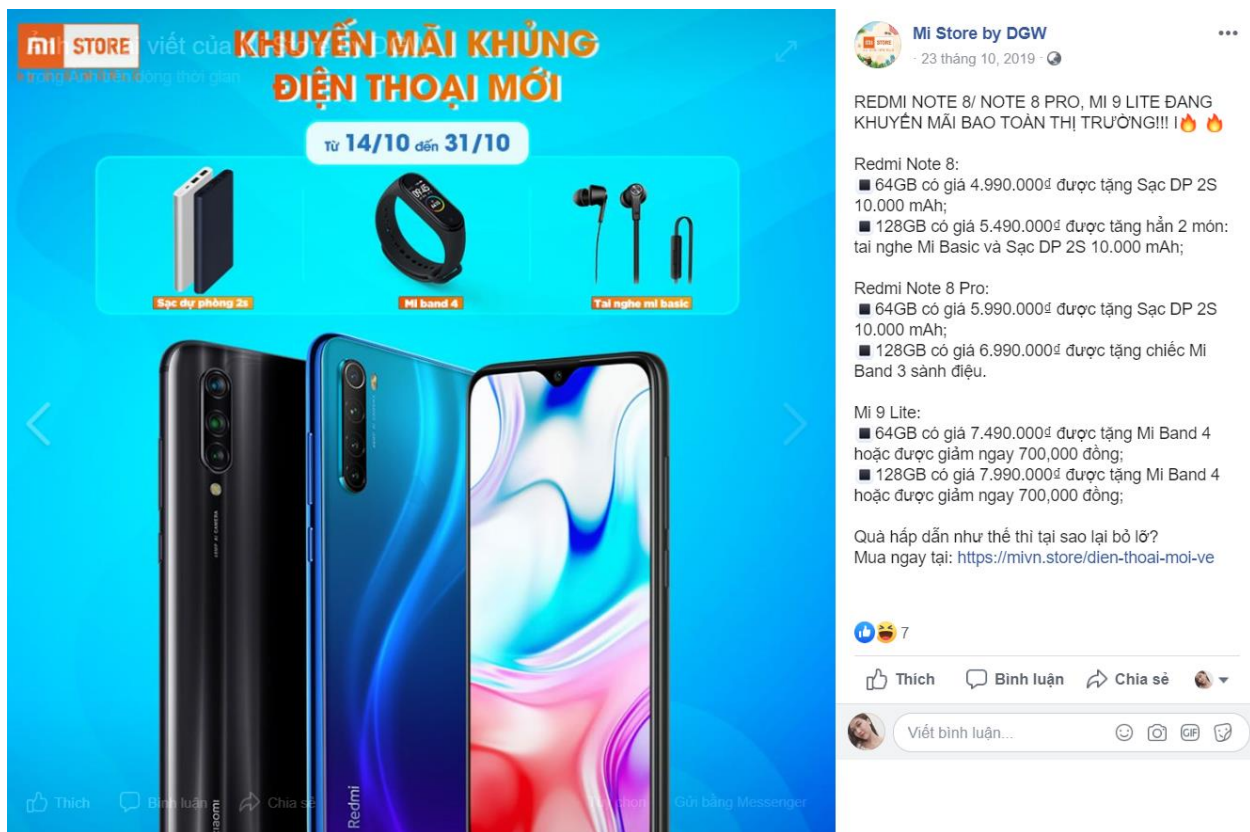 mi STORE
KHUYẾN MÃI KHỦNG
ĐIỆN THOẠI MỚI
Từ 14/10 đến 31/10
Sạc dự phòng 2s
Mi band 4
Tai nghe mi basic
Redmi
xiaomi
Thích
Bình luận
Chia sẻ
Gửi bằng Messenger
Mi Store by DGW
· 23 tháng 10, 2019 ·
REDMI NOTE 8/ NOTE 8 PRO, MI 9 LITE ĐANG
KHUYẾN MÃI BAO TOÀN THỊ TRƯỜNG!!! I🔥 🔥
Redmi Note 8:
◾ 64GB có giá 4.990.000₫ được tặng Sạc DP 2S
10.000 mAh;
◾ 128GB có giá 5.490.000₫ được tăng hẳn 2 món:
tai nghe Mi Basic và Sạc DP 2S 10.000 mAh;
Redmi Note 8 Pro:
◾ 64GB có giá 5.990.000₫ được tặng Sạc DP 2S
10.000 mAh;
◾ 128GB có giá 6.990.000₫ được tặng chiếc Mi
Band 3 sành điệu.
Mi 9 Lite:
◾ 64GB có giá 7.490.000₫ được tặng Mi Band 4
hoặc được giảm ngay 700,000 đồng;
◾ 128GB có giá 7.990.000₫ được tặng Mi Band 4
hoặc được giảm ngay 700,000 đồng;
Quà hấp dẫn như thế thì tại sao lại bỏ lỡ?
Mua ngay tại: https://mivn.store/dien-thoai-moi-ve
7
Thích
Bình luận
Chia sẻ
Viết bình luận...
GIF